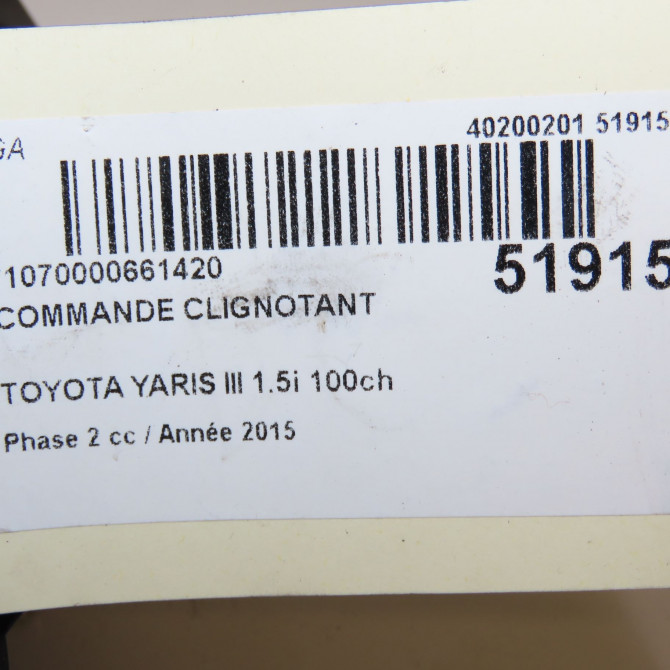 GA
40200201 51915
1070000661420
51915
COMMANDE CLIGNOTANT
TOYOTA YARIS III 1.5i 100ch
Phase 2 cc / Année 2015